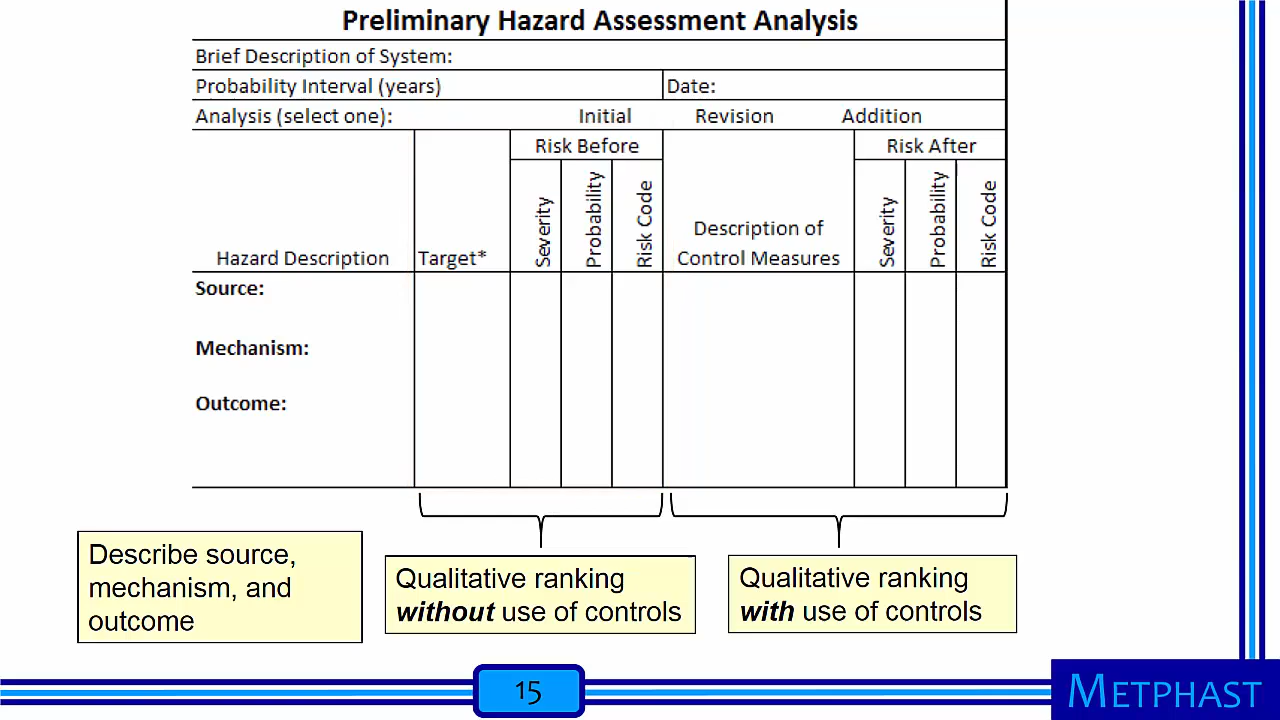 Preliminary Hazard Assessment Analysis
Brief Description of System:
Probability Interval (years)
Date:
Analysis (select one):
Initial
Revision
Addition
Risk Before
Risk After
Hazard Description
Target*
Severity
Probability
Risk Code
Description of
Control Measures
Severity
Probability
Risk Code
Source:
Mechanism:
Outcome:
Describe source,
mechanism, and
outcome
Qualitative ranking
without use of controls
Qualitative ranking
with use of controls
15
METPHAST